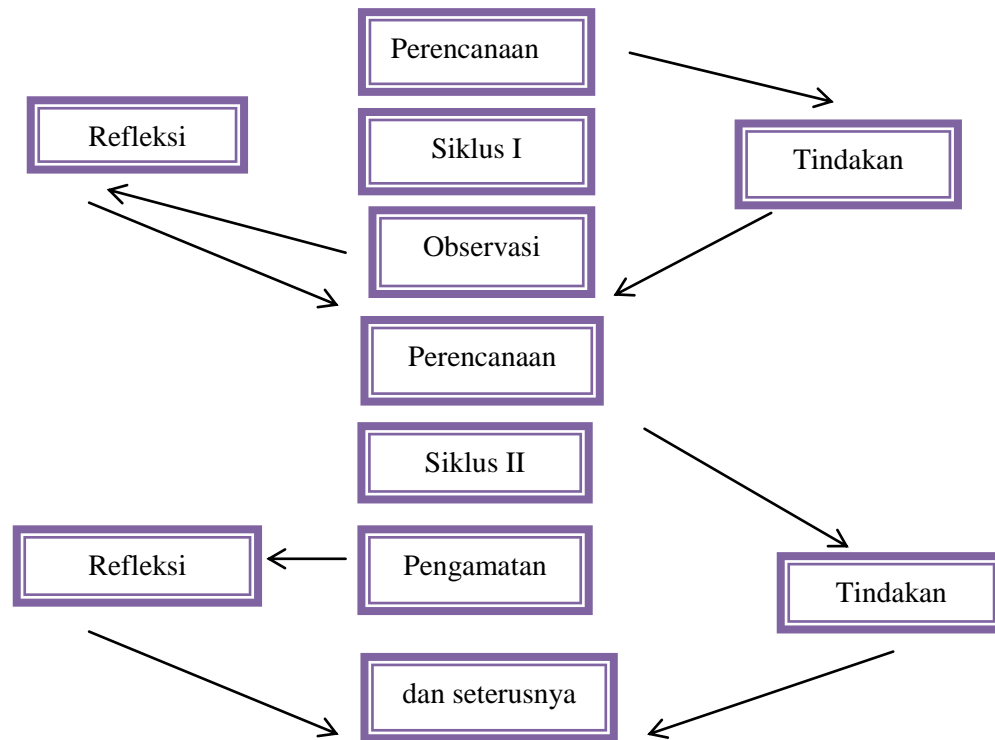 Perencanaan
Refleksi
Siklus I
Tindakan
Observasi
Perencanaan
Siklus II
Refleksi
Pengamatan
Tindakan
dan seterusnya